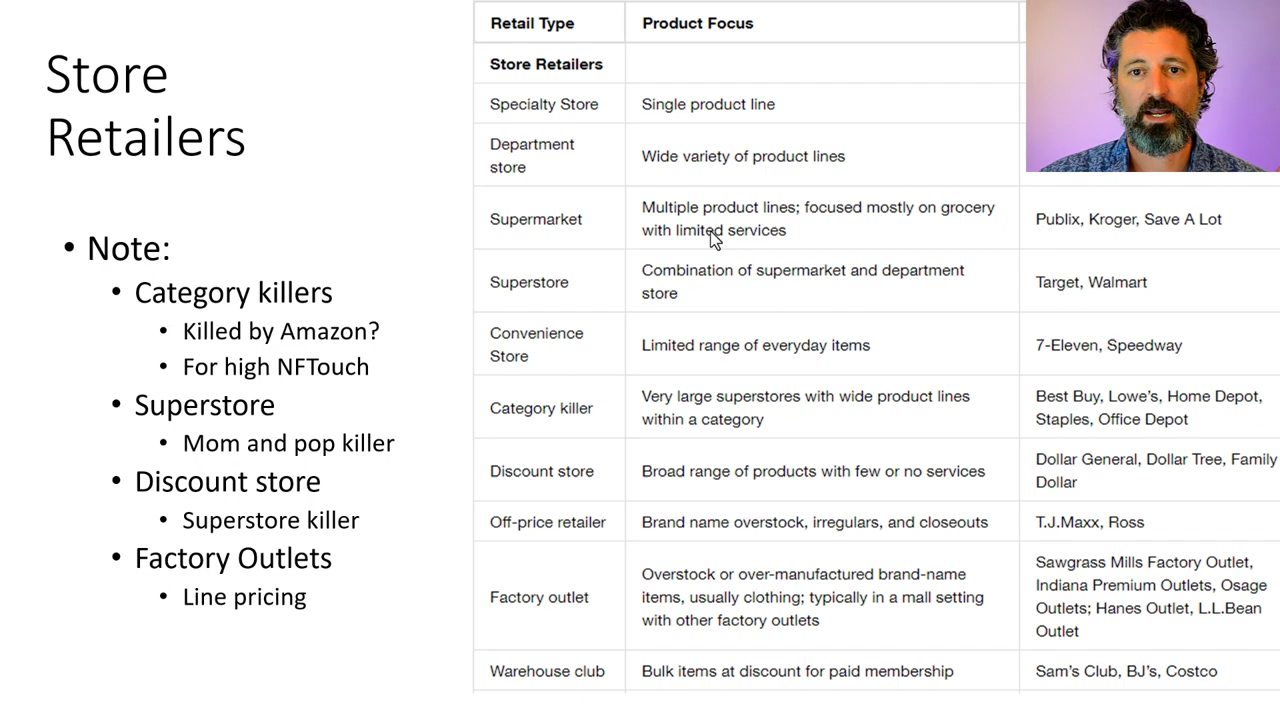 Store
Retailers
• Note:
• Category killers
• Killed by Amazon?
• For high NFTouch
• Superstore
• Mom and pop killer
• Discount store
• Superstore killer
• Factory Outlets
• Line pricing
Retail Type
Product Focus
Store Retailers
Specialty Store
Single product line
Department
store
Wide variety of product lines
Supermarket
Multiple product lines; focused mostly on grocery
with limited services
Publix, Kroger, Save A Lot
Superstore
Combination of supermarket and department
store
Target, Walmart
Convenience
Store
Limited range of everyday items
7-Eleven, Speedway
Category killer
Very large superstores with wide product lines
within a category
Best Buy, Lowe's, Home Depot,
Staples, Office Depot
Discount store
Broad range of products with few or no services
Dollar General, Dollar Tree, Family
Dollar
Off-price retailer
Brand name overstock, irregulars, and closeouts
T.J.Maxx, Ross
Factory outlet
Overstock or over-manufactured brand-name
items, usually clothing; typically in a mall setting
with other factory outlets
Sawgrass Mills Factory Outlet,
Indiana Premium Outlets, Osage
Outlets; Hanes Outlet, L.L.Bean
Outlet
Warehouse club
Bulk items at discount for paid membership
Sam's Club, BJ's, Costco